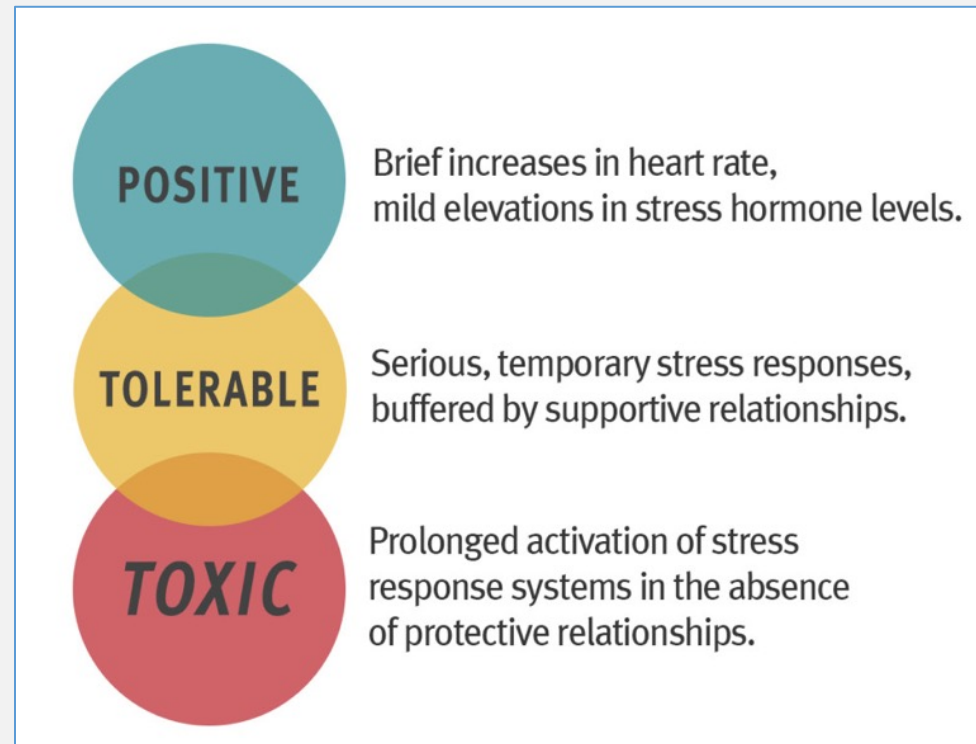 POSITIVE
Brief increases in heart rate,
mild elevations in stress hormone levels.
TOLERABLE
Serious, temporary stress responses,
buffered by supportive relationships.
TOXIC
Prolonged activation of stress
response systems in the absence
of protective relationships.